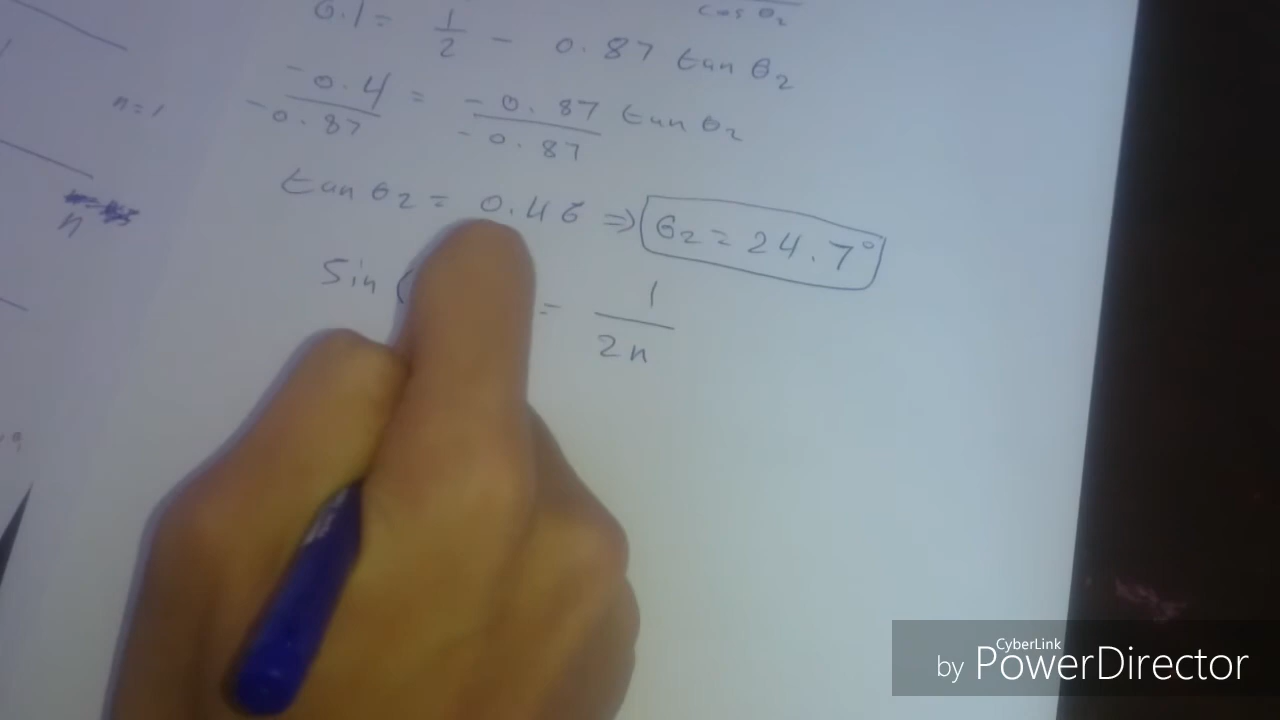 cos θ2
0.1 = 1/2 - 0.87 tan θ2
n=1
-0.4/-0.87 = -0.87/-0.87 tan θ2
n
tan θ2 = 0.46 ⇒ θ2 = 24.7°
Sin ( = 1/2n
CyberLink
by PowerDirector